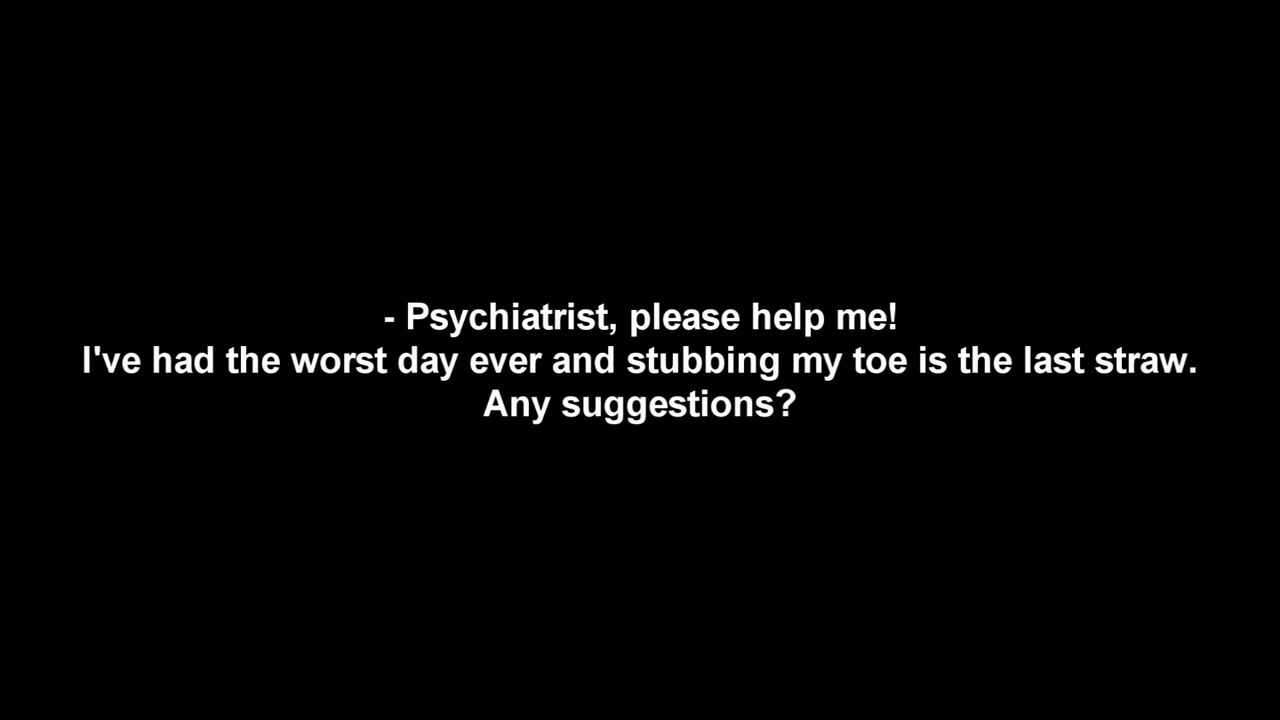 - Psychiatrist, please help me!
I've had the worst day ever and stubbing my toe is the last straw.
Any suggestions?